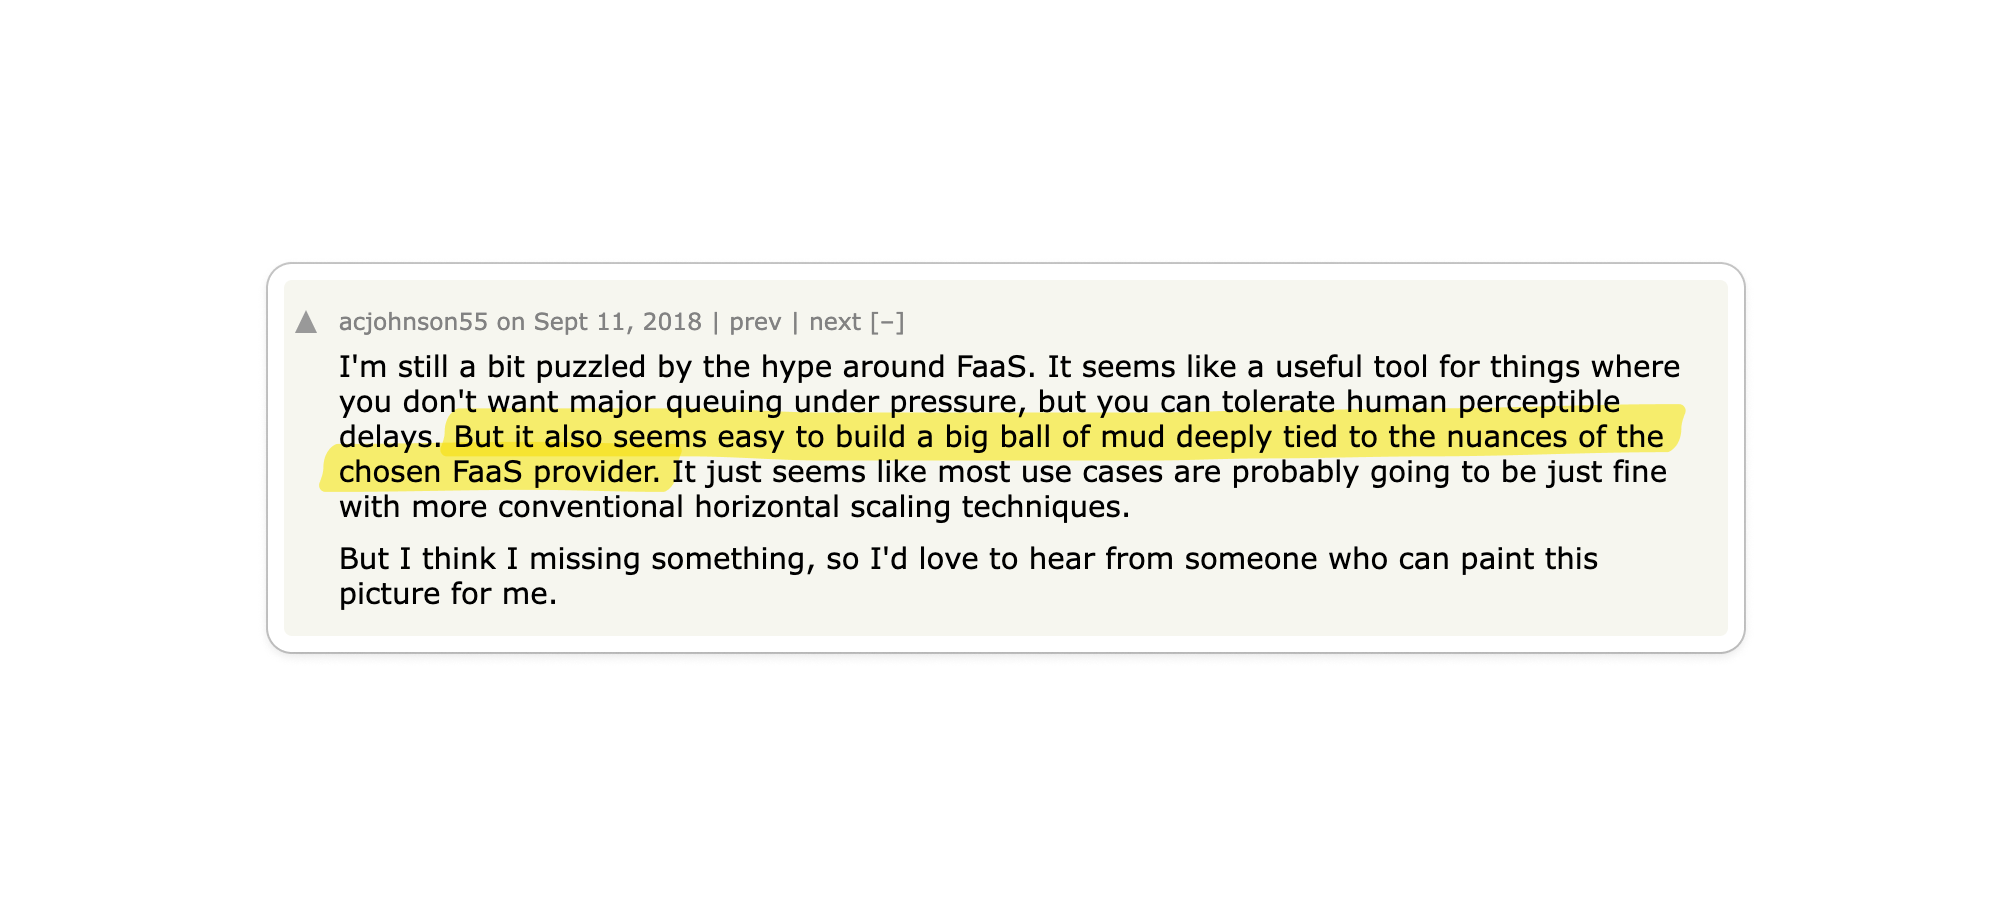 ▲ acjohnson55 on Sept 11, 2018 | prev | next [–]
I'm still a bit puzzled by the hype around FaaS. It seems like a useful tool for things where
you don't want major queuing under pressure, but you can tolerate human perceptible
delays. But it also seems easy to build a big ball of mud deeply tied to the nuances of the
chosen FaaS provider. It just seems like most use cases are probably going to be just fine
with more conventional horizontal scaling techniques.
But I think I missing something, so I'd love to hear from someone who can paint this
picture for me.